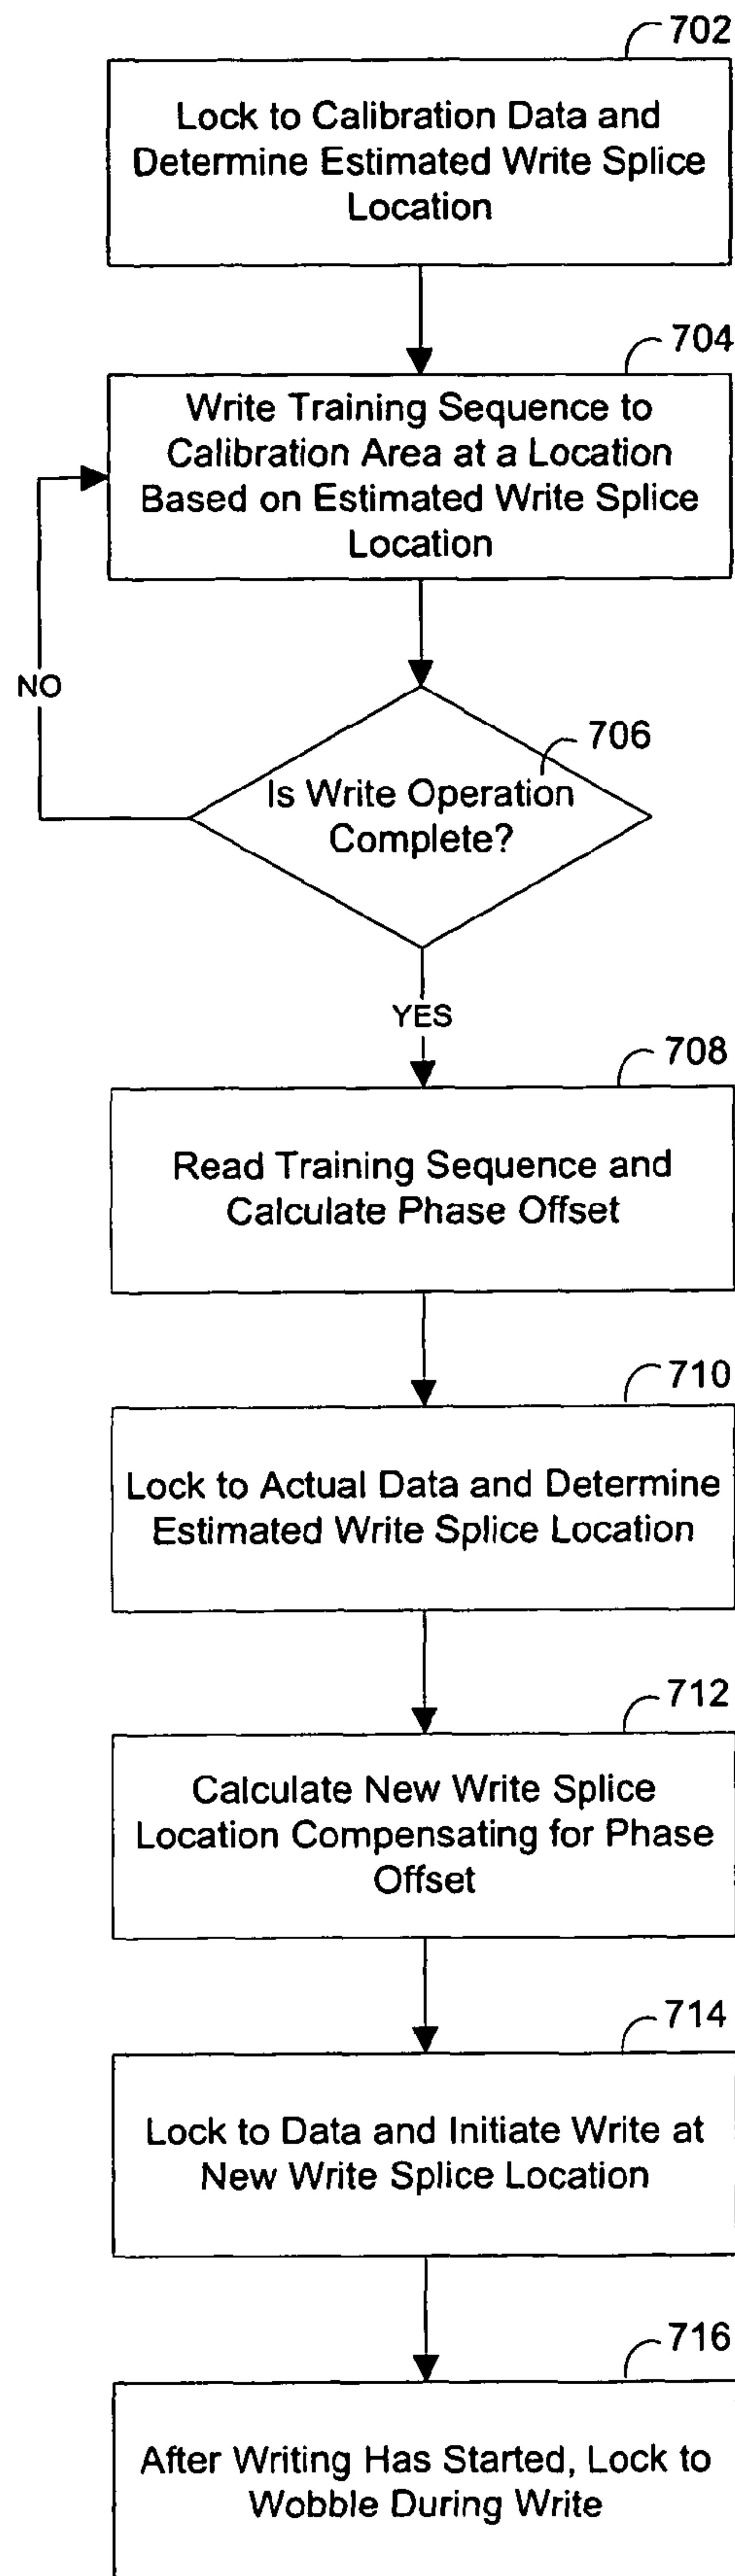 702
Lock to Calibration Data and
Determine Estimated Write Splice
Location
704
Write Training Sequence to
Calibration Area at a Location
Based on Estimated Write Splice
Location
NO
706
Is Write Operation
Complete?
YES
708
Read Training Sequence and
Calculate Phase Offset
710
Lock to Actual Data and Determine
Estimated Write Splice Location
712
Calculate New Write Splice
Location Compensating for Phase
Offset
714
Lock to Data and Initiate Write at
New Write Splice Location
716
After Writing Has Started, Lock to
Wobble During Write